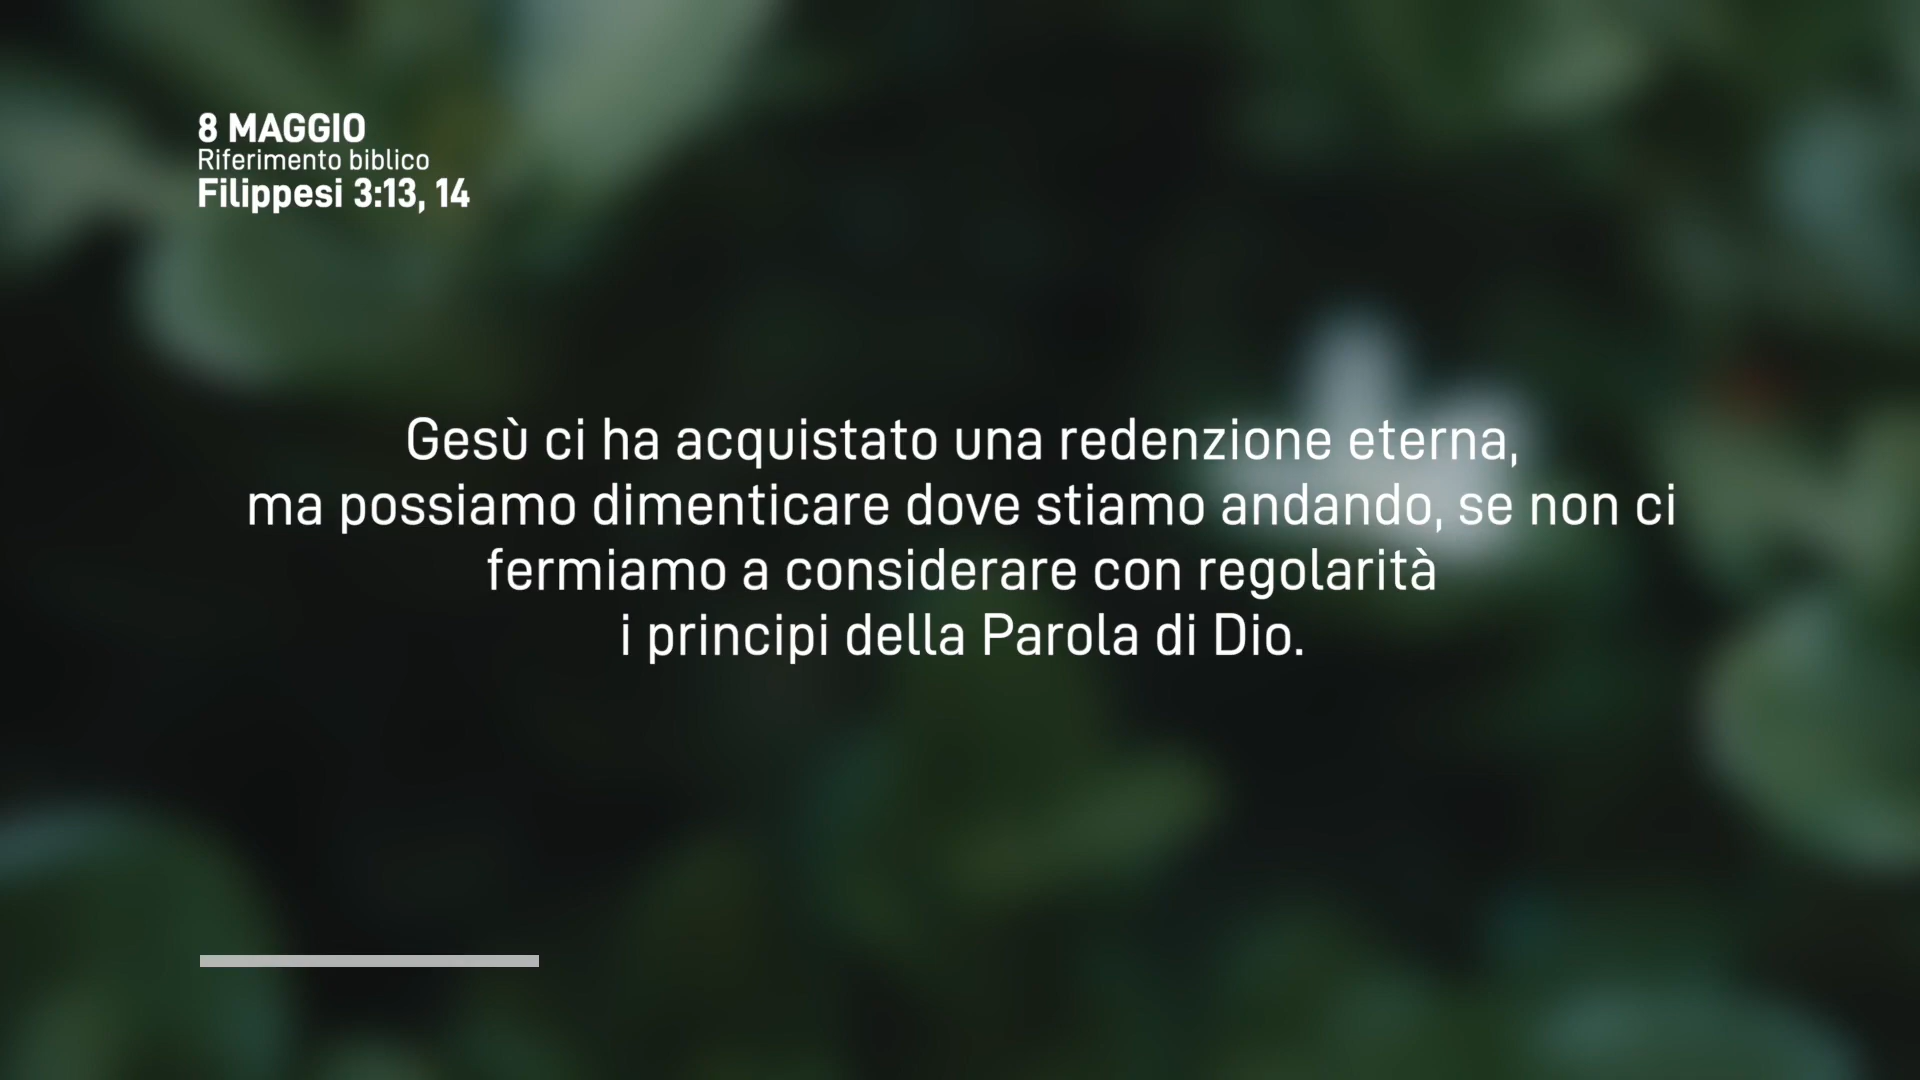 8 MAGGIO
Riferimento biblico
Filippesi 3:13, 14
Gesù ci ha acquistato una redenzione eterna,
ma possiamo dimenticare dove stiamo andando, se non ci
fermiamo a considerare con regolarità
i principi della Parola di Dio.